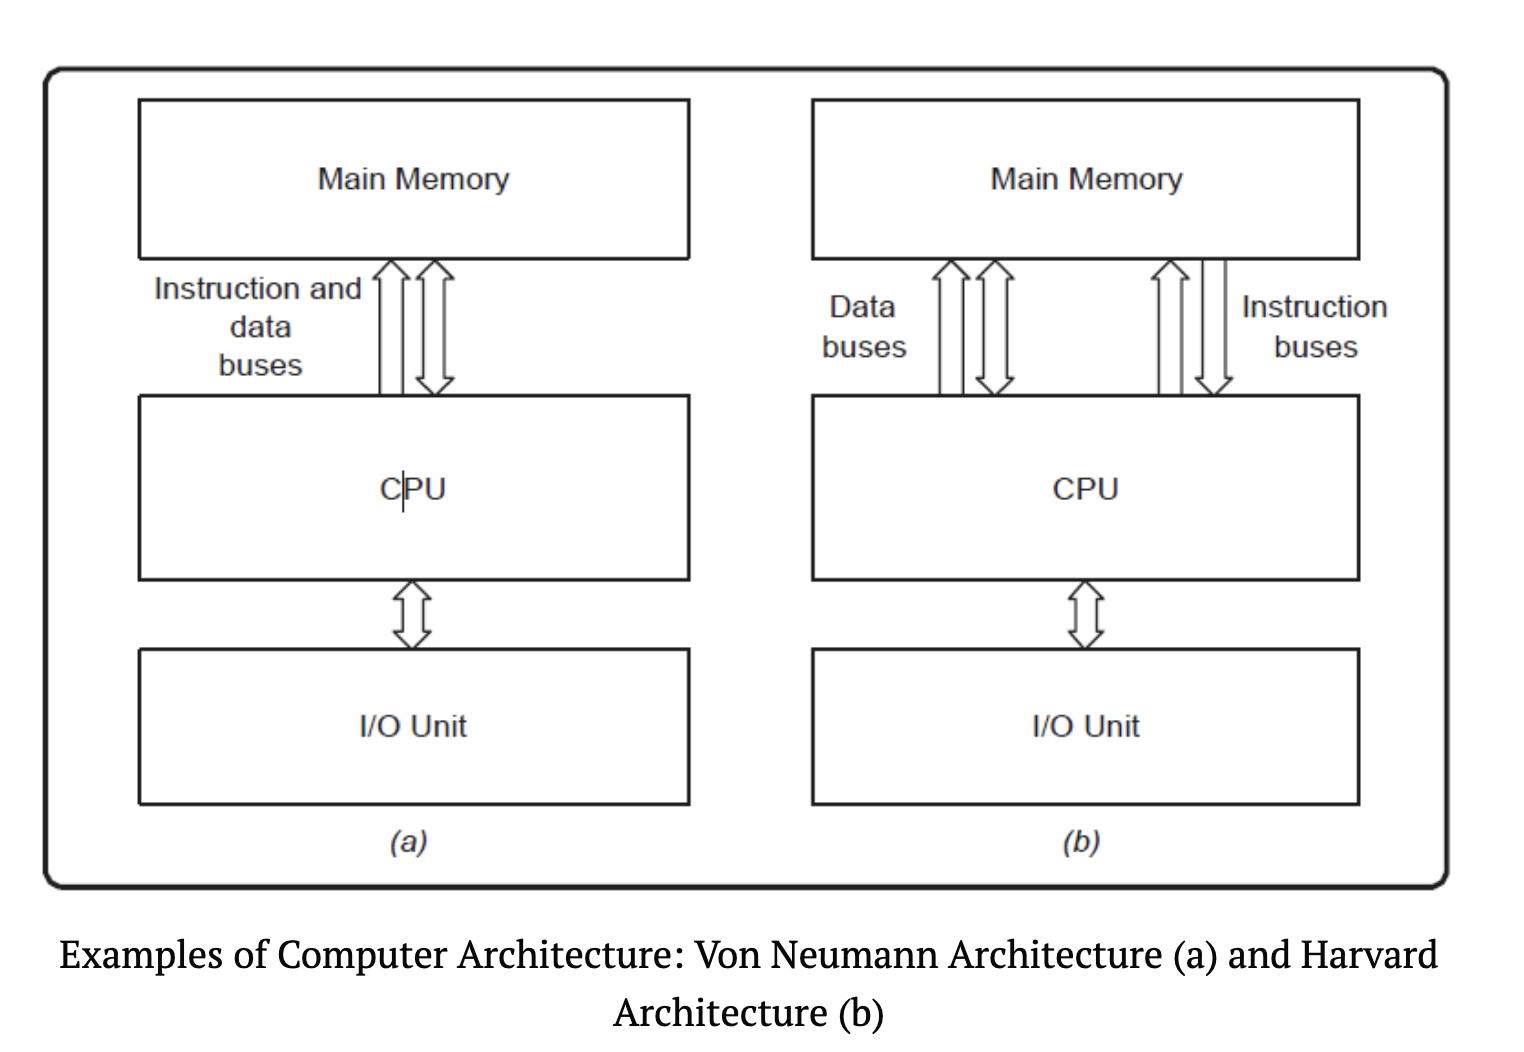 Main Memory
Instruction and
data
buses
CPU
I/O Unit
(a)
Main Memory
Data
buses
Instruction
buses
CPU
I/O Unit
(b)
Examples of Computer Architecture: Von Neumann Architecture (a) and Harvard
Architecture (b)